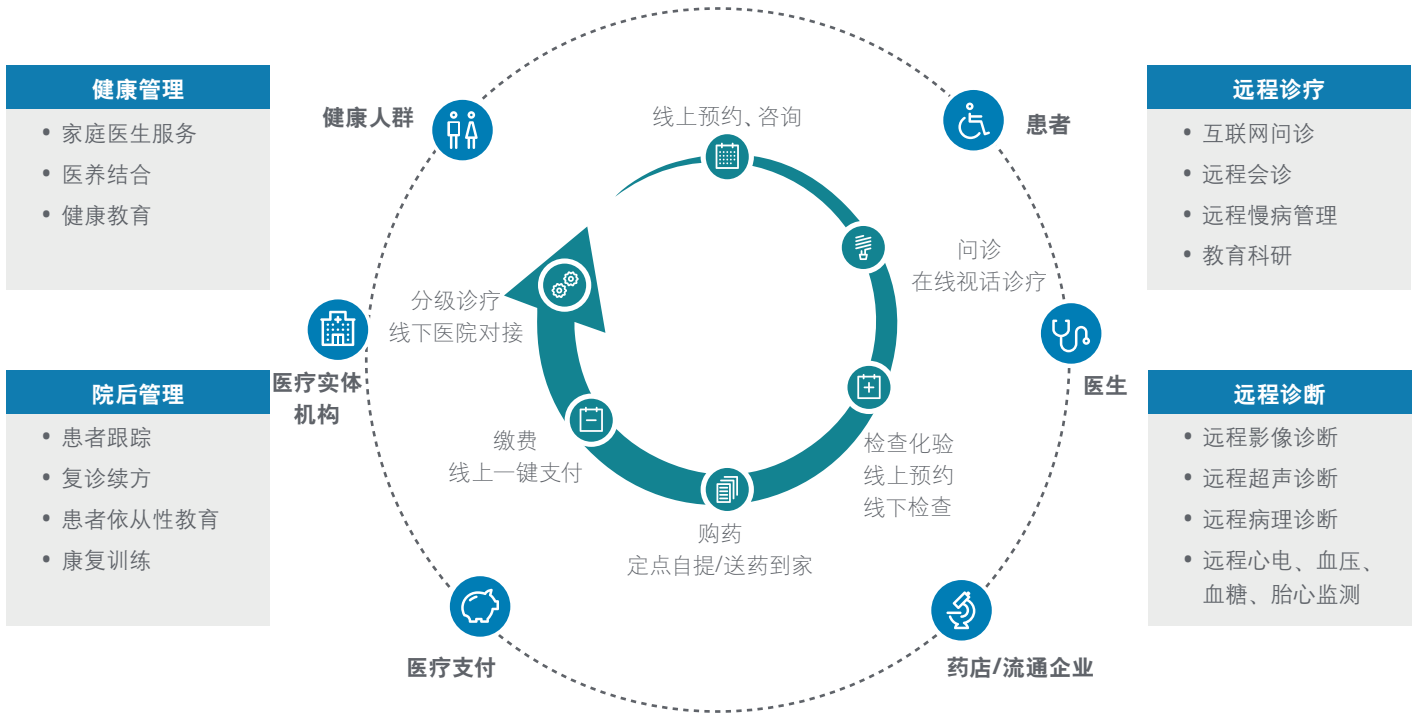 健康管理
• 家庭医生服务
• 医养结合
• 健康教育
院后管理
• 患者跟踪
• 复诊续方
• 患者依从性教育
• 康复训练
健康人群
患者
医疗实体
机构
医生
医疗支付
药店/流通企业
线上预约、咨询
问诊
在线视话诊疗
检查化验
线上预约
线下检查
购药
定点自提/送药到家
缴费
线上一键支付
分级诊疗
线下医院对接
远程诊疗
• 互联网问诊
• 远程会诊
• 远程慢病管理
• 教育科研
远程诊断
• 远程影像诊断
• 远程超声诊断
• 远程病理诊断
• 远程心电、血压、
血糖、胎心监测